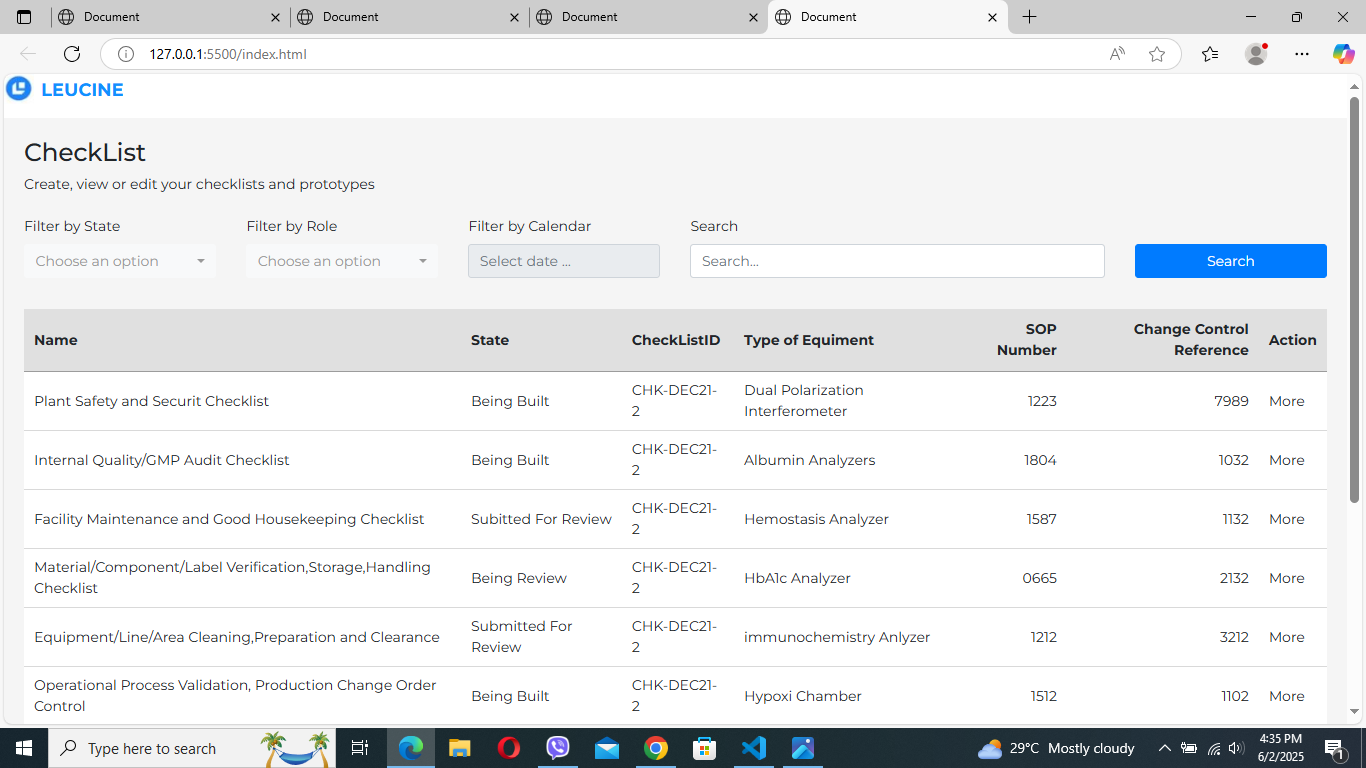 Document Document Document Document
127.0.0.1:5500/index.html
LEUCINE
CheckList
Create, view or edit your checklists and prototypes
Filter by State Filter by Role Filter by Calendar Search
Choose an option Choose an option Select date ... Search... Search
Name State CheckListID Type of Equiment SOP Number Change Control Reference Action
Plant Safety and Securit Checklist Being Built CHK-DEC21-2 Dual Polarization Interferometer 1223 7989 More
Internal Quality/GMP Audit Checklist Being Built CHK-DEC21-2 Albumin Analyzers 1804 1032 More
Facility Maintenance and Good Housekeeping Checklist Subitted For Review CHK-DEC21-2 Hemostasis Analyzer 1587 1132 More
Material/Component/Label Verification,Storage,Handling Checklist Being Review CHK-DEC21-2 HbA1c Analyzer 0665 2132 More
Equipment/Line/Area Cleaning,Preparation and Clearance Submitted For Review CHK-DEC21-2 immunochemistry Anlyzer 1212 3212 More
Operational Process Validation, Production Change Order Control Being Built CHK-DEC21-2 Hypoxi Chamber 1512 1102 More
Type here to search 29°C Mostly cloudy 4:35 PM
6/2/2025 1